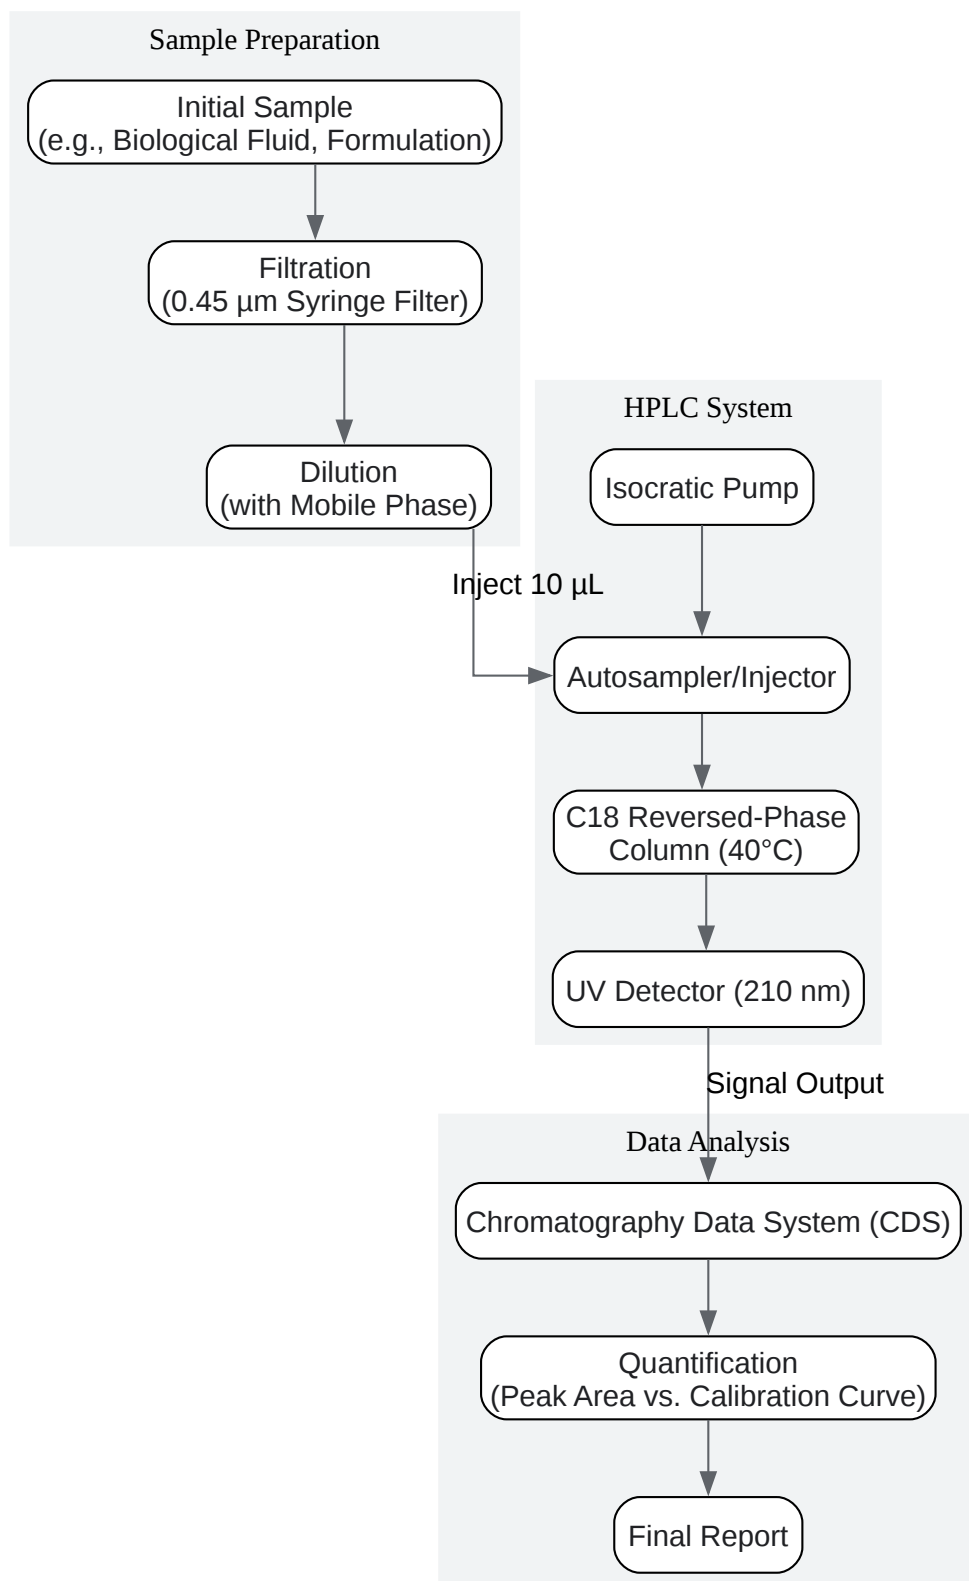 Sample Preparation
Initial Sample
(e.g., Biological Fluid, Formulation)
Filtration
(0.45 µm Syringe Filter)
Dilution
(with Mobile Phase)
Inject 10 µL
HPLC System
Isocratic Pump
Autosampler/Injector
C18 Reversed-Phase
Column (40°C)
UV Detector (210 nm)
Signal Output
Data Analysis
Chromatography Data System (CDS)
Quantification
(Peak Area vs. Calibration Curve)
Final Report